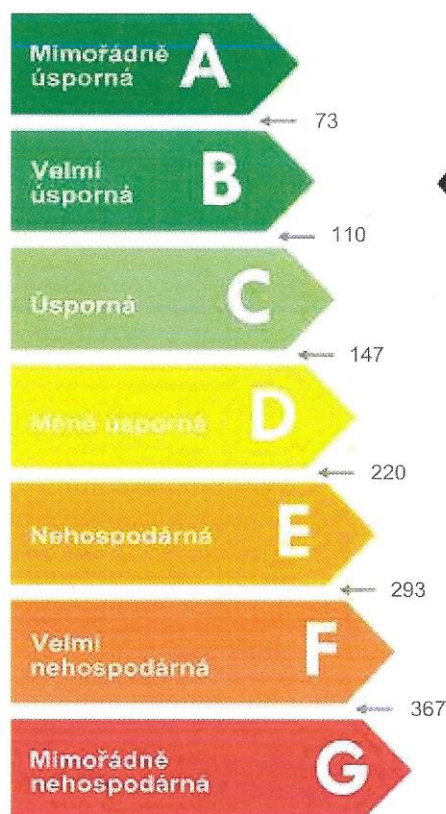 Mimořádně
úsporná
A
73
Velmi
úsporná
B
110
Úsporná
C
147
Méně úsporná
D
220
Nehospodárná
E
293
Velmi
nehospodárná
F
367
Mimořádně
nehospodárná
G